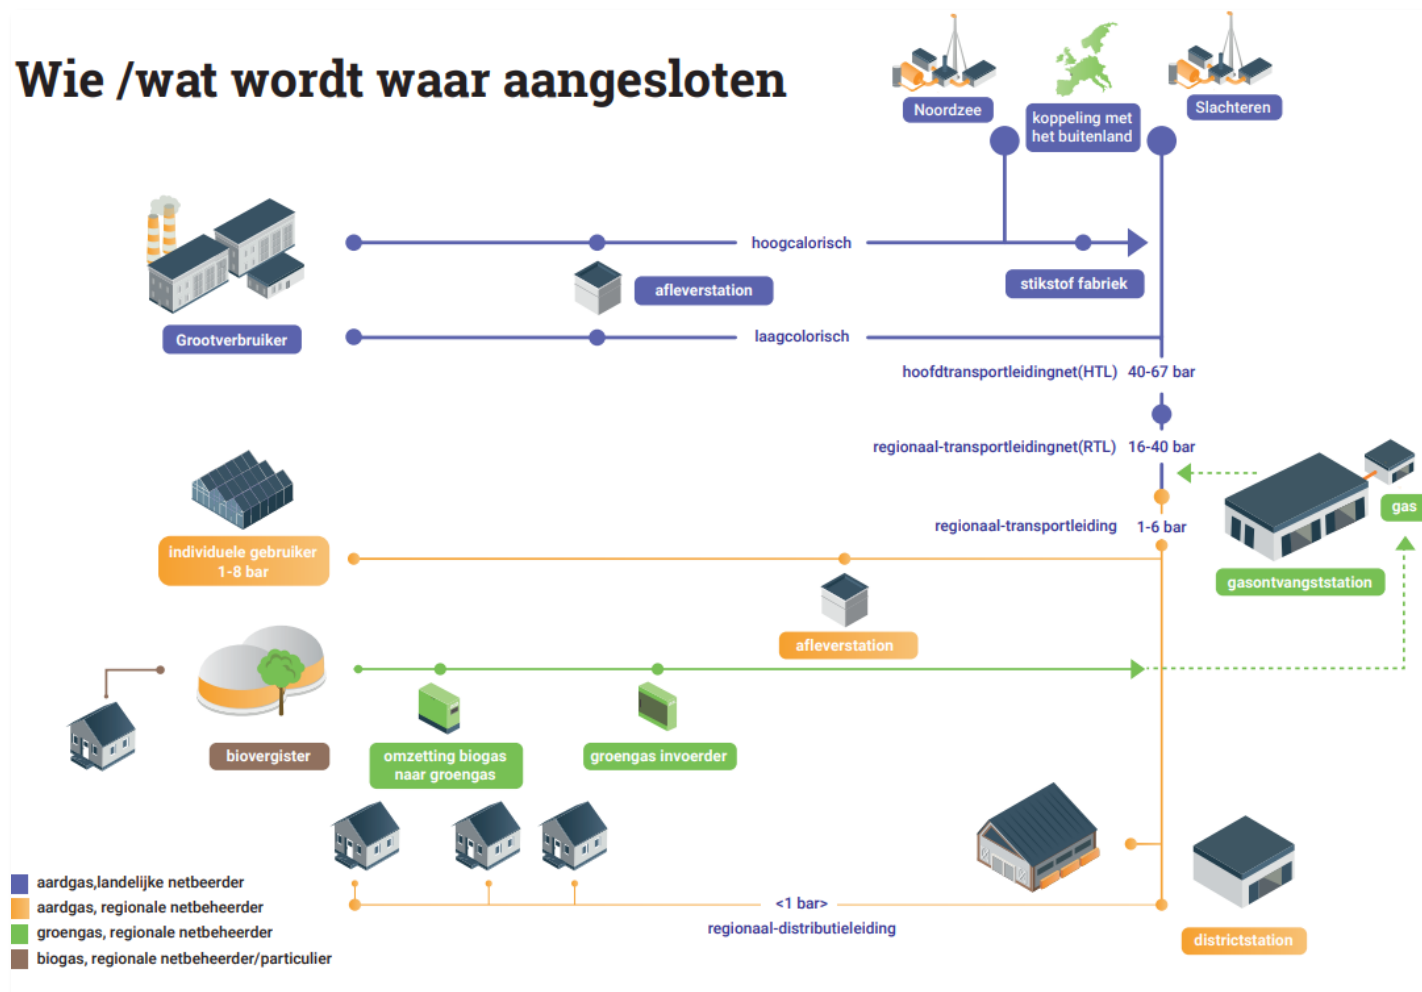 Wie /wat wordt waar aangesloten
Noordzee
koppeling met
het buitenland
Slachteren
hoogcalorisch
afleverstation
stikstof fabriek
Grootverbruiker
laagcolorisch
hoofdtransportleidingnet(HTL) 40-67 bar
regionaal-transportleidingnet(RTL) 16-40 bar
gas
regionaal-transportleiding 1-6 bar
individuele gebruiker
1-8 bar
gasontvangststation
afleverstation
biovergister
omzetting biogas
naar groengas
groengas invoerder
aardgas,landelijke netbeerder
aardgas, regionale netbeheerder
groengas, regionale netbeheerder
biogas, regionale netbeheerder/particulier
<1 bar>
regionaal-distributieleiding
districtstation